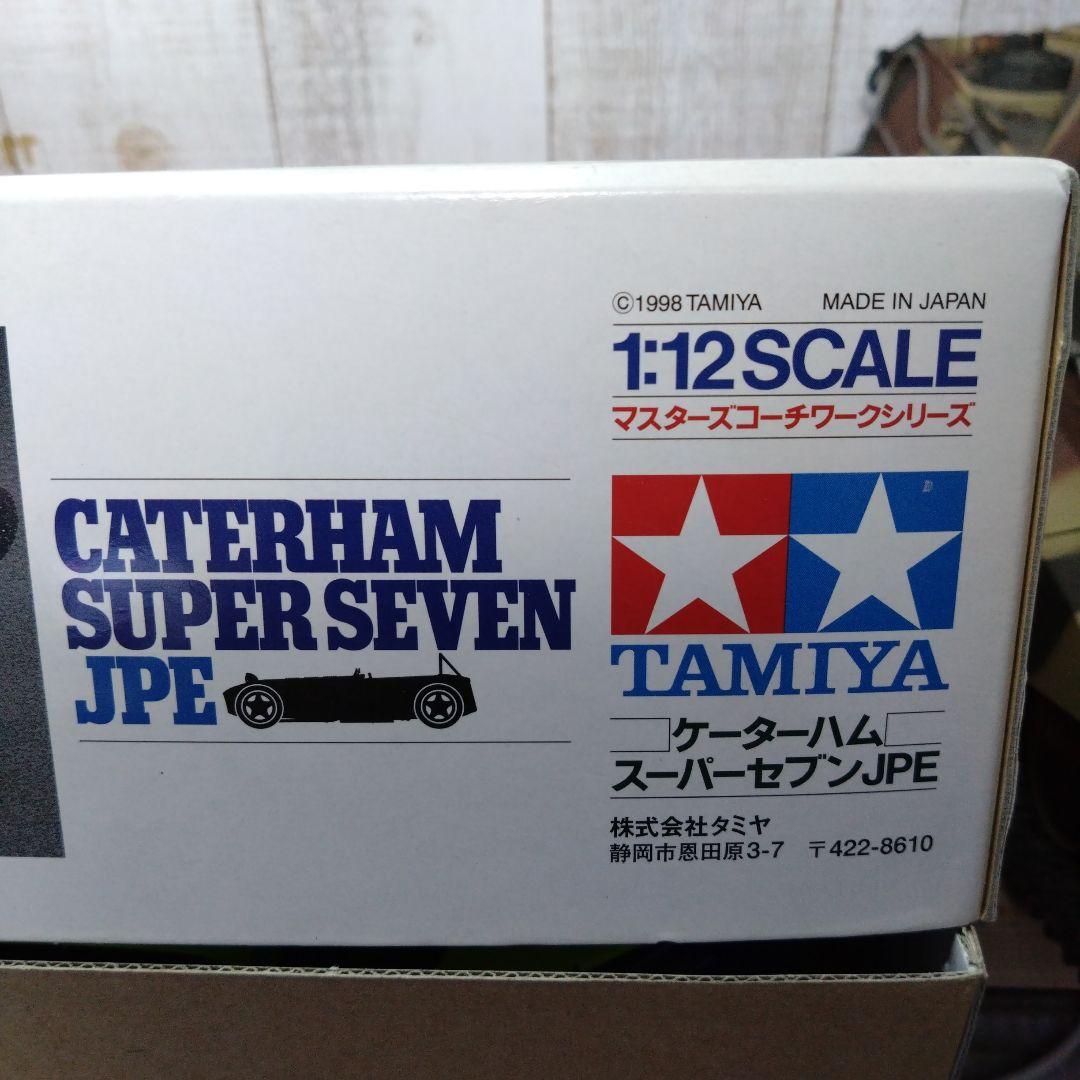 CATERHAM
SUPER SEVEN
JPE
©1998 TAMIYA MADE IN JAPAN
1:12 SCALE
マスターズコーチワークシリーズ
TAMIYA
ケーターハム
スーパーセブンJPE
株式会社タミヤ
静岡市恩田原3-7 〒422-8610